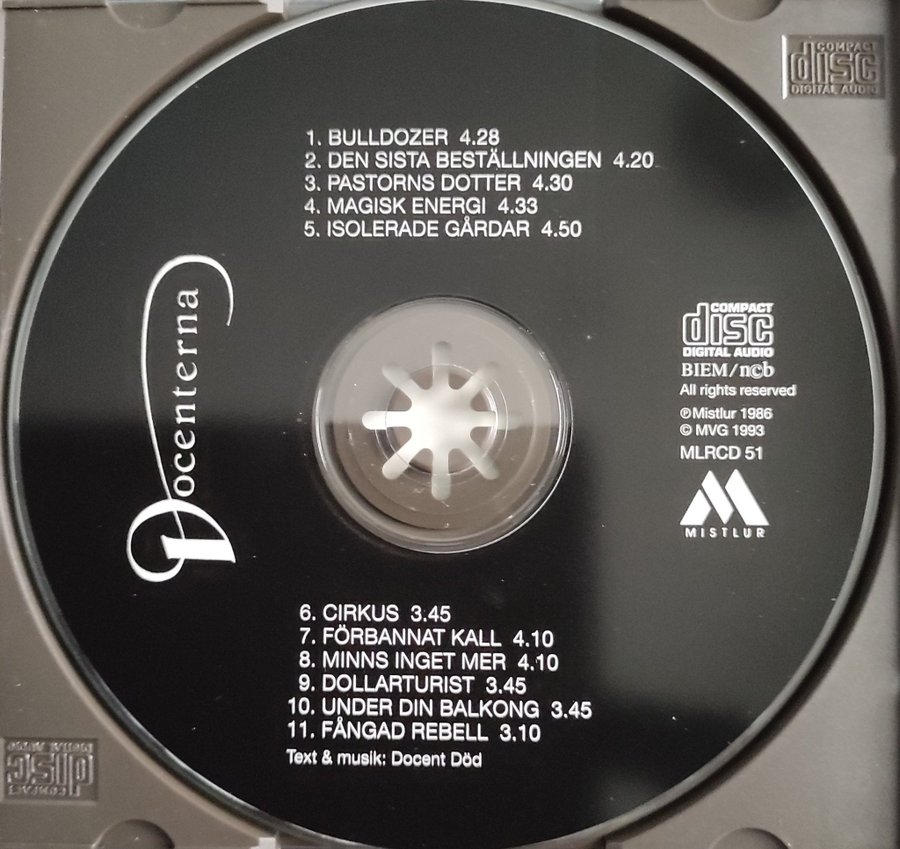 COMPACT
disc
DIGITAL AUDIO
1. BULLDOZER 4.28
2. DEN SISTA BESTÄLLNINGEN 4.20
3. PASTORNS DOTTER 4.30
4. MAGISK ENERGI 4.33
5. ISOLERADE GÅRDAR 4.50
Docenterna
COMPACT
disc
DIGITAL AUDIO
BIEM/n©b
All rights reserved
℗ Mistlur 1986
© MVG 1993
MLRCD 51
MISTLUR
6. CIRKUS 3.45
7. FÖRBANNAT KALL 4.10
8. MINNS INGET MER 4.10
9. DOLLARTURIST 3.45
10. UNDER DIN BALKONG 3.45
11. FÅNGAD REBELL 3.10
Text & musik: Docent Död
COMPACT
disc
DIGITAL AUDIO